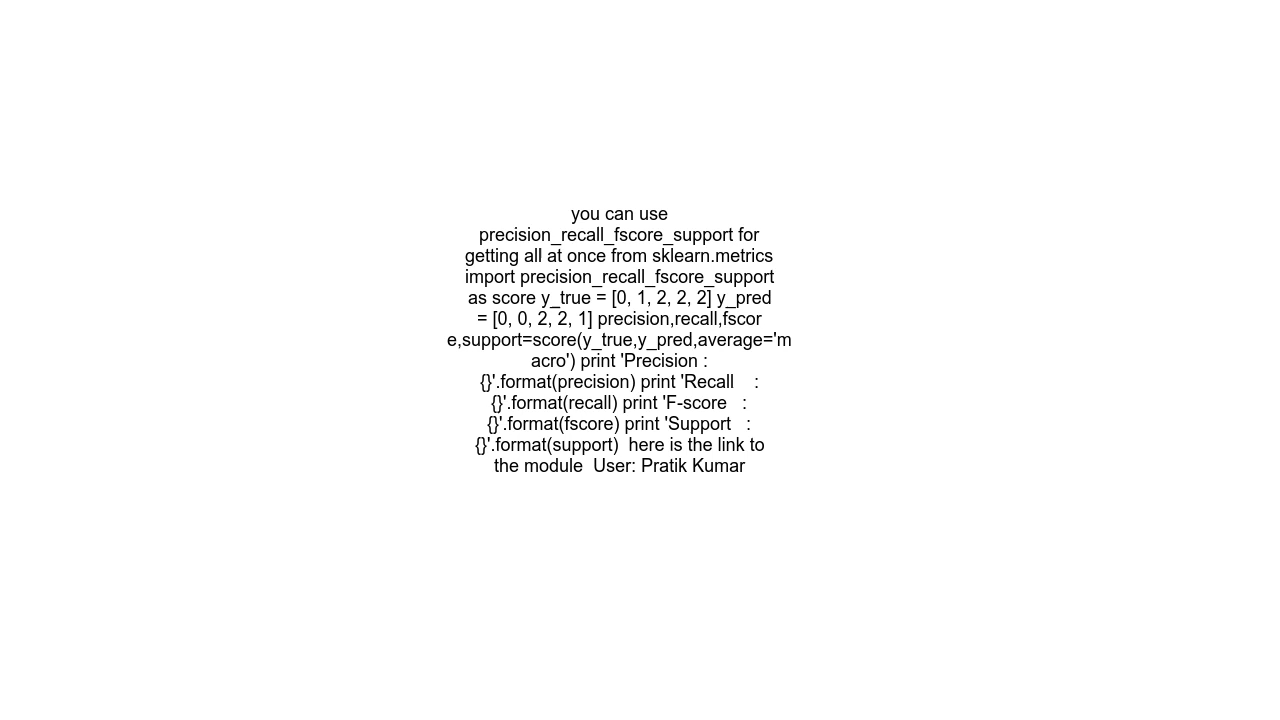 you can use
precision_recall_fscore_support for
getting all at once from sklearn.metrics
import precision_recall_fscore_support
as score y_true = [0, 1, 2, 2, 2] y_pred
= [0, 0, 2, 2, 1] precision,recall,fscor
e,support=score(y_true,y_pred,average='m
acro') print 'Precision :
{}'.format(precision) print 'Recall    :
{}'.format(recall) print 'F-score   :
{}'.format(fscore) print 'Support   :
{}'.format(support)  here is the link to
the module  User: Pratik Kumar